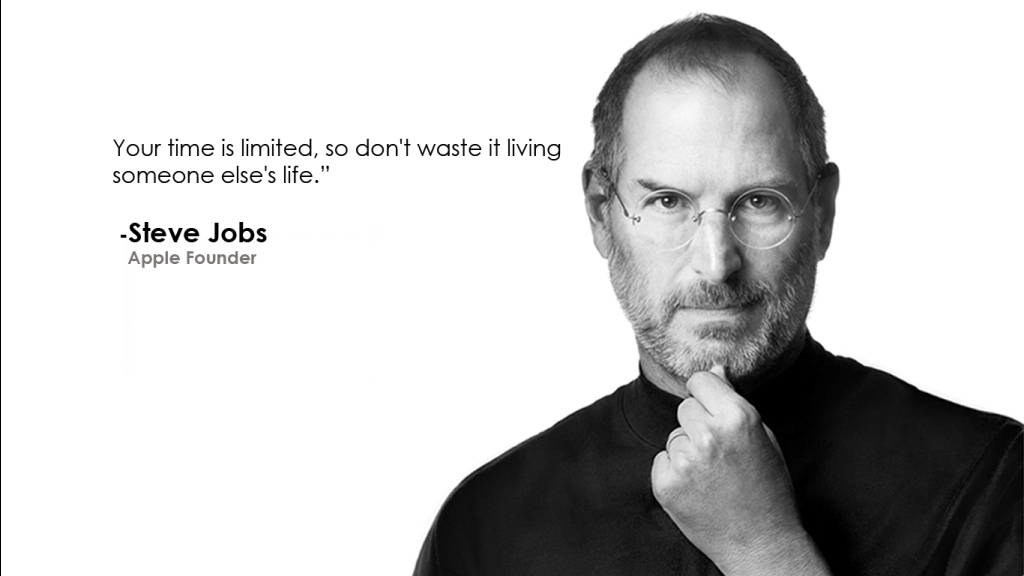 Your time is limited, so don't waste it living
someone else's life.”
-Steve Jobs
Apple Founder